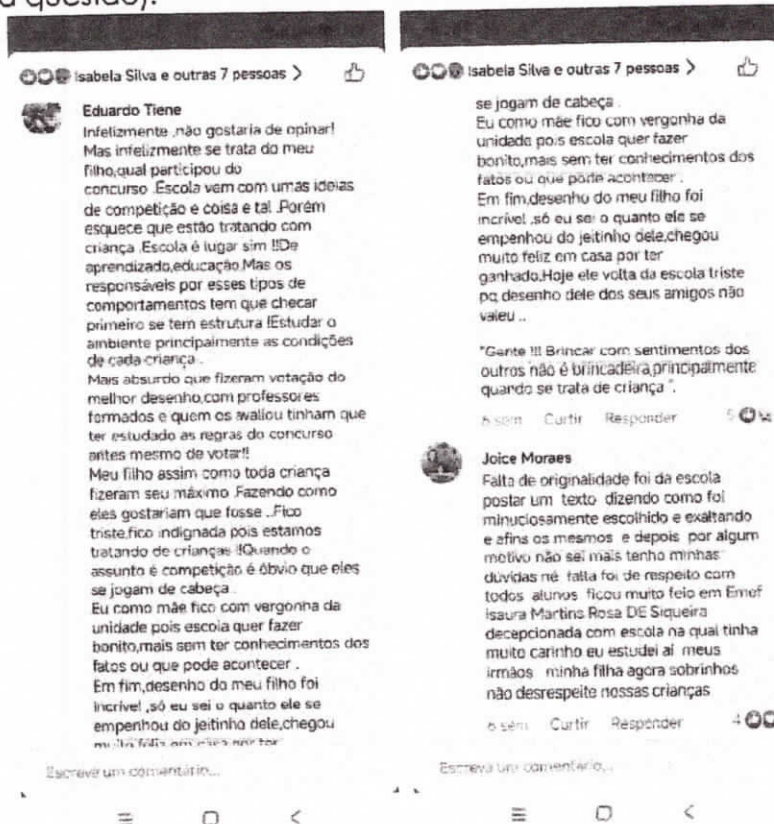 a questão).
Isabela Silva e outras 7 pessoas >
Eduardo Tiene
Infelizmente ,não gostaria de opinar!
Mas infelizmente se trata do meu
filho,qual participou do
concurso .Escola vem com umas ideias
de competição e coisa e tal .Porém
esquece que estão tratando com
criança .Escola é lugar sim !!De
aprendizado,educação.Mas os
responsáveis por esses tipos de
comportamentos tem que checar
primeiro se tem estrutura !Estudar o
ambiente principalmente as condições
de cada criança .
Mais absurdo que fizeram votação do
melhor desenho,com professores
formados e quem os avaliou tinham que
ter estudado as regras do concurso
antes mesmo de votar!!
Meu filho assim como toda criança
fizeram seu máximo .Fazendo como
eles gostariam que fosse ..Fico
triste,fico indignada pois estamos
tratando de crianças !!Quando o
assunto é competição é óbvio que eles
se jogam de cabeça .
Eu como mãe fico com vergonha da
unidade pois escola quer fazer
bonito,mais sem ter conhecimentos dos
fatos ou que pode acontecer .
Em fim,desenho do meu filho foi
incrível ,só eu sei o quanto ele se
empenhou do jeitinho dele,chegou
muito feliz em casa por ter
Escreva um comentário...
Isabela Silva e outras 7 pessoas >
se jogam de cabeça .
Eu como mãe fico com vergonha da
unidade pois escola quer fazer
bonito,mais sem ter conhecimentos dos
fatos ou que pode acontecer .
Em fim,desenho do meu filho foi
incrível ,só eu sei o quanto ele se
empenhou do jeitinho dele,chegou
muito feliz em casa por ter
ganhado.Hoje ele volta da escola triste
pq desenho dele dos seus amigos não
valeu ..
"Gente !!! Brincar com sentimentos dos
outros não é brincadeira,principalmente
quando se trata de criança ".
6 sem Curtir Responder 5
Joice Moraes
Falta de originalidade foi da escola
postar um texto dizendo como foi
minuciosamente escolhido e exaltando
e afins os mesmos e depois por algum
motivo não sei mais tenho minhas
dúvidas né falta foi de respeito com
todos alunos ficou muito feio em Emef
Isaura Martins Rosa DE Siqueira
decepcionada com escola na qual tinha
muito carinho eu estudei ai meus
irmãos minha filha agora sobrinhos
não desrespeite nossas crianças
6 sem Curtir Responder 4
Escreva um comentário...